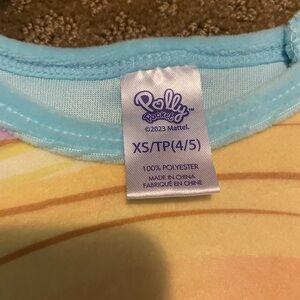 Polly
Pocket
©2023 Mattel.
XS/TP(4/5)
100% POLYESTER
MADE IN CHINA
FABRIQUÉ EN CHINE